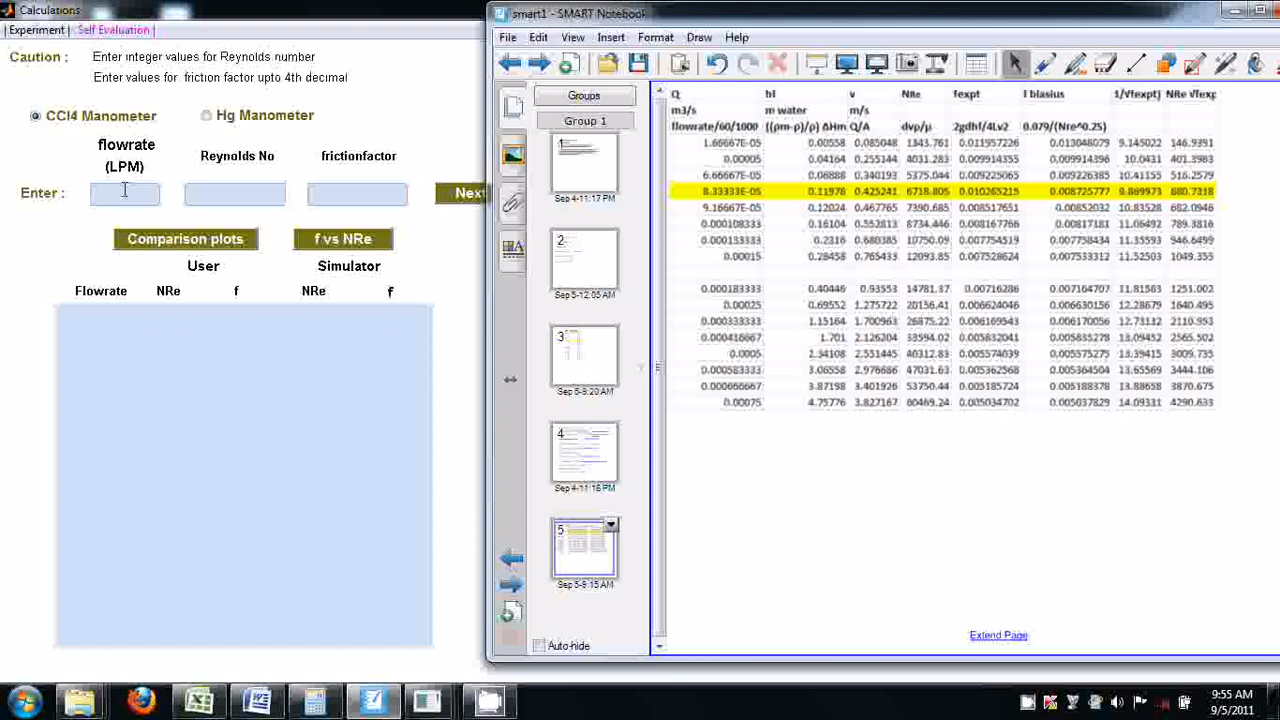 Calculations
|Experiment| Self Evaluation |
Caution : Enter integer values for Reynolds number
Enter values for friction factor upto 4th decimal
CCl4 Manometer Hg Manometer
flowrate
(LPM) Reynolds No frictionfactor
Enter : Next
Comparison plots f vs NRe
User Simulator
Flowrate NRe f NRe f
smart1 - SMART Notebook
File Edit View Insert Format Draw Help
Groups
Group 1
1
Sep 4-11:17 PM
2
Sep 5-12:05 AM
3
Sep 5-9:20 AM
4
Sep 4-11:16 PM
5
Sep 5-9:15 AM
Auto-hide
Q hl v NRe fexpt f blasius 1/√fexpt) NRe √fexp
m3/s m water m/s
flowrate/60/1000 ((ρm-ρ)/ρ) ΔHm Q/A dvρ/μ 2gdhf/4Lv2 0.079/(Nre^0.25)
1.66667E-05 0.00558 0.085048 1343.761 0.011957226 0.013048079 9.145022 146.9391
0.00005 0.04164 0.255144 4031.283 0.009914355 0.009914396 10.0431 401.3983
6.66667E-05 0.06888 0.340193 5375.044 0.009225065 0.009226385 10.41155 516.2579
8.33333E-05 0.11976 0.425241 6718.805 0.010265215 0.008725777 9.869973 680.7318
9.16667E-05 0.12024 0.467765 7390.685 0.008517651 0.00852032 10.83528 682.0946
0.000108333 0.16104 0.552813 8734.446 0.008167766 0.00817181 11.06492 789.3816
0.000133333 0.2316 0.680385 10750.09 0.007754519 0.007758434 11.35593 946.6499
0.00015 0.28458 0.765433 12093.85 0.007528624 0.007533312 11.52503 1049.355
0.000183333 0.40446 0.93553 14781.37 0.00716286 0.007164707 11.81563 1251.002
0.00025 0.69552 1.275722 20156.41 0.006624046 0.006630156 12.28679 1640.495
0.000333333 1.15164 1.700963 26875.22 0.006169543 0.006170056 12.73132 2116.953
0.000416667 1.701 2.126204 33594.02 0.005832041 0.005835278 13.09452 2565.502
0.0005 2.34108 2.551445 40312.83 0.005574039 0.005575275 13.39415 3009.735
0.000583333 3.06558 2.976686 47031.63 0.005362568 0.005364504 13.65569 3444.106
0.000666667 3.87198 3.401926 53750.44 0.005185724 0.005188378 13.88658 3870.675
0.00075 4.75776 3.827167 60469.24 0.005034702 0.005037829 14.09331 4290.633
Extend Page
9:55 AM
9/5/2011